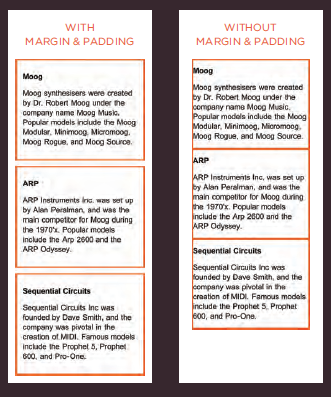 WITH
MARGIN & PADDING
Moog
Moog synthesisers were created
by Dr. Robert Moog under the
company name Moog Music.
Popular models include the Moog
Modular, Minimoog, Micromoog,
Moog Rogue, and Moog Source.
ARP
ARP Instruments Inc. was set up
by Alan Peralman, and was the
main competitor for Moog during
the 1970's. Popular models
include the Arp 2600 and the
ARP Odyssey.
Sequential Circuits
Sequential Circuits Inc was
founded by Dave Smith, and the
company was pivotal in the
creation of MIDI. Famous models
include the Prophet 5, Prophet
600, and Pro-One.
WITHOUT
MARGIN & PADDING
Moog
Moog synthesisers were created
by Dr. Robert Moog under the
company name Moog Music.
Popular models include the Moog
Modular, Minimoog, Micromoog,
Moog Rogue, and Moog Source.
ARP
ARP Instruments Inc. was set up
by Alan Peralman, and was the
main competitor for Moog during
the 1970's. Popular models
include the Arp 2600 and the
ARP Odyssey.
Sequential Circuits
Sequential Circuits Inc was
founded by Dave Smith, and the
company was pivotal in the
creation of MIDI. Famous models
include the Prophet 5, Prophet
600, and Pro-One.